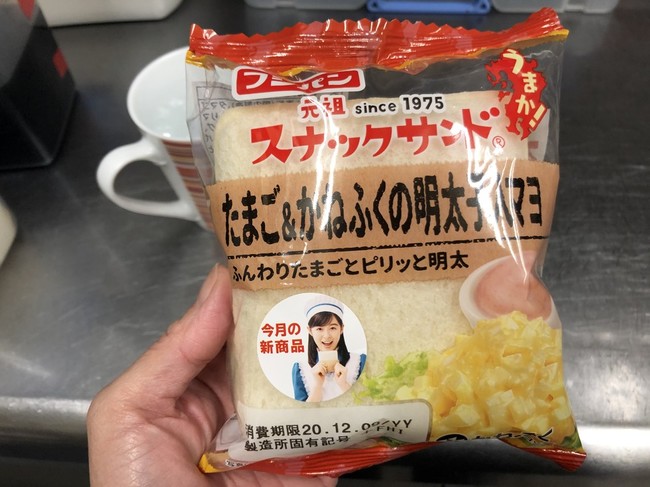 フジパン
元祖 since 1975
スナックサンド®
うまか!
たまご&かねふくの明太子マヨ
ふんわりたまごとピリッと明太
今月の
新商品
消費期限20.12.0
製造所固有記号